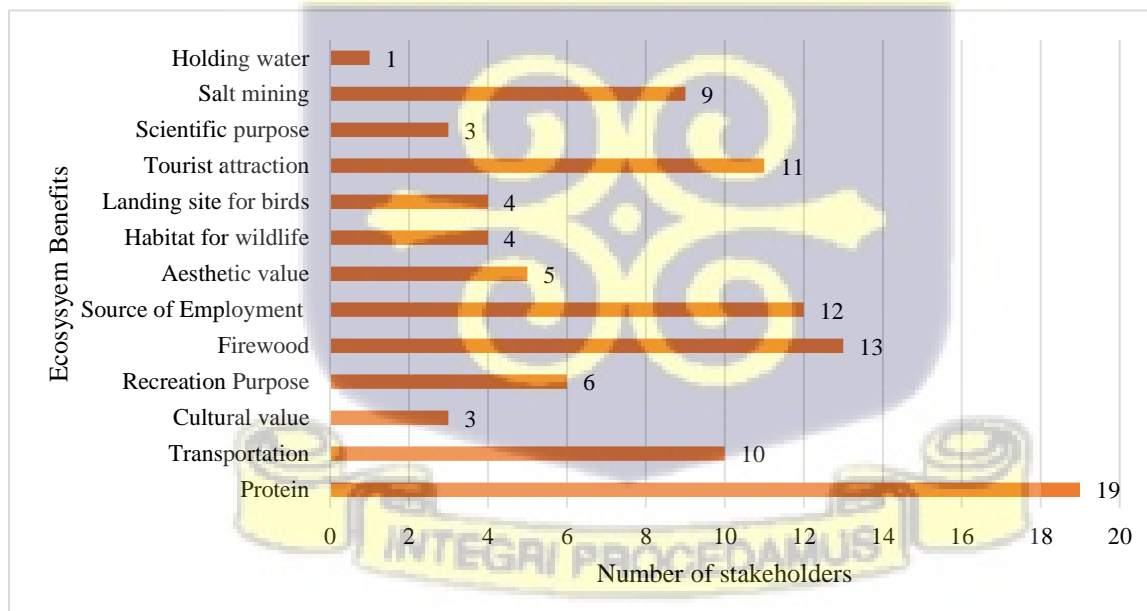 Holding water 1
Salt mining 9
Scientific purpose 3
Tourist attraction 11
Landing site for birds 4
Habitat for wildlife 4
Aesthetic value 5
Source of Employment 12
Firewood 13
Recreation Purpose 6
Cultural value 3
Transportation 10
Protein 19
Ecosysyem Benefits
0 2 4 6 8 10 12 14 16 18 20
INTEGRI PROCEDAMUS
Number of stakeholders